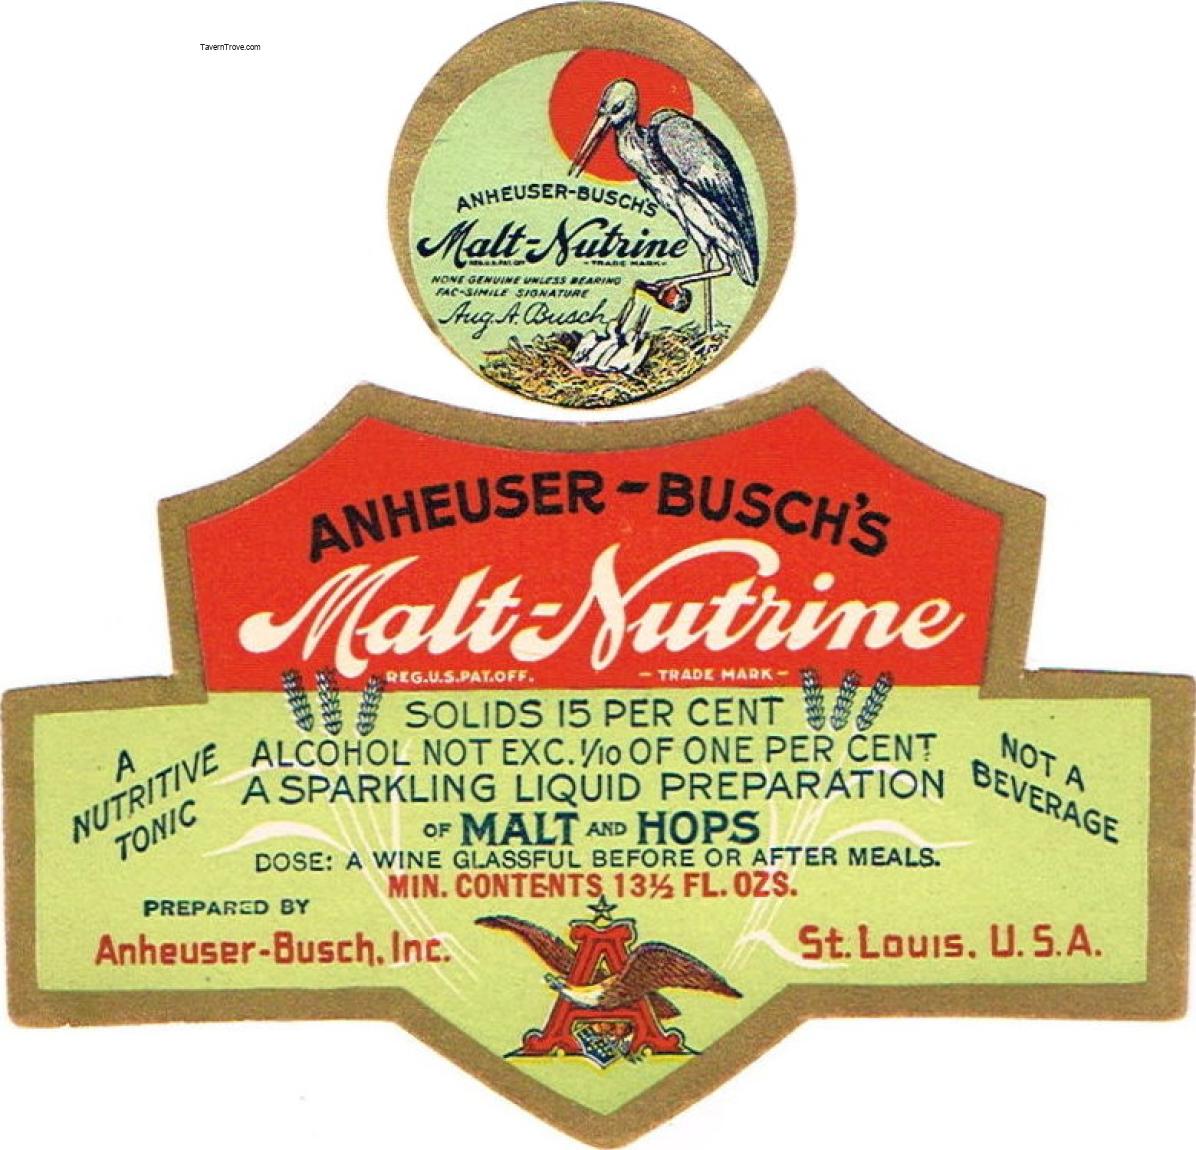 TavernTrove.com
ANHEUSER-BUSCH'S
Malt-Nutrine
REG.U.S.PAT.OFF. -TRADE MARK-
NONE GENUINE UNLESS BEARING
FAC-SIMILE SIGNATURE
Aug. A. Busch
ANHEUSER-BUSCH'S
Malt-Nutrine
REG.U.S.PAT.OFF. -TRADE MARK-
SOLIDS 15 PER CENT
ALCOHOL NOT EXC. 1/10 OF ONE PER CENT
A SPARKLING LIQUID PREPARATION
OF MALT AND HOPS
DOSE: A WINE GLASSFUL BEFORE OR AFTER MEALS.
MIN. CONTENTS 13½ FL. OZS.
A
NUTRITIVE
TONIC
NOT A
BEVERAGE
PREPARED BY
Anheuser-Busch, Inc.
St. Louis, U.S.A.
A